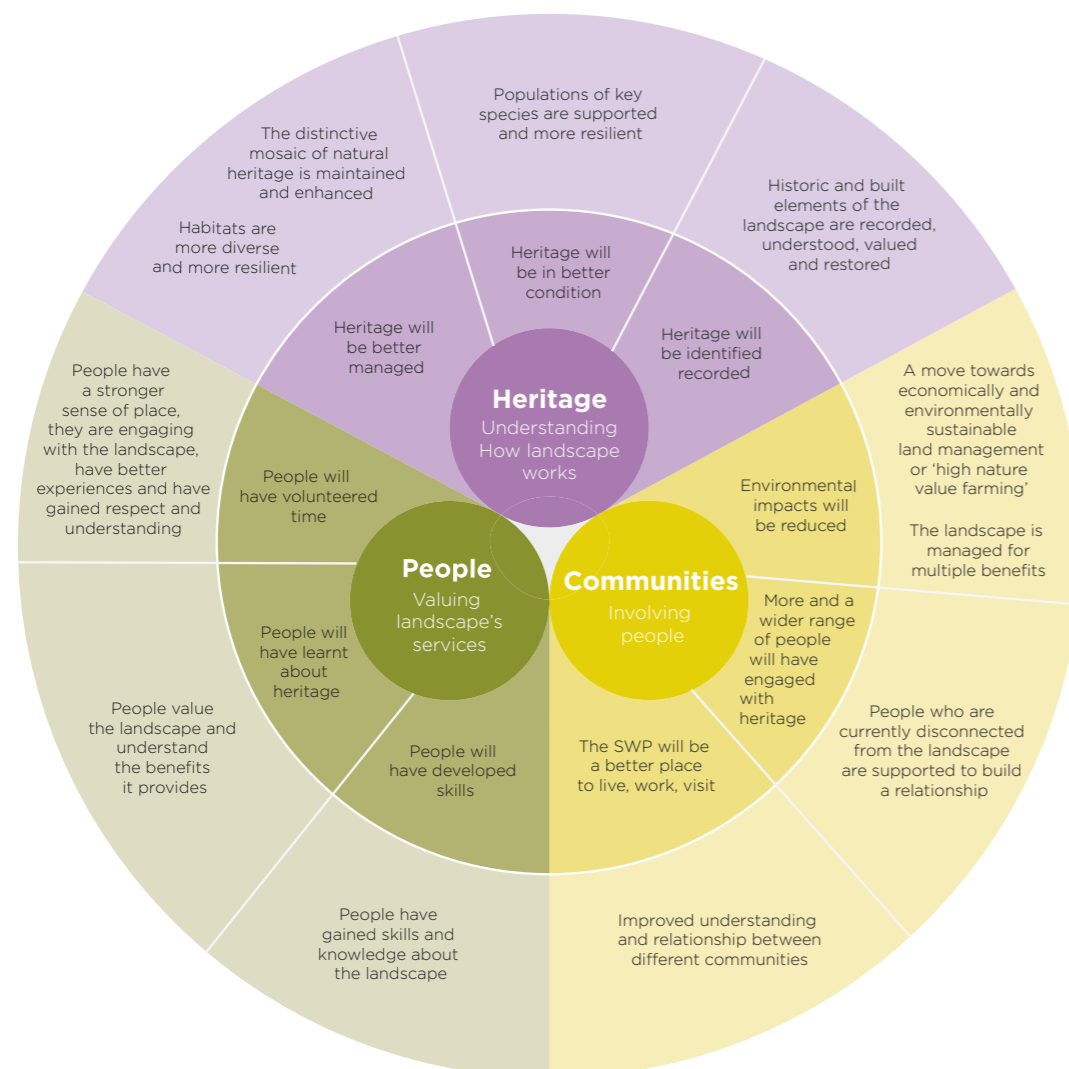 Populations of key
species are supported
and more resilient
The distinctive
mosaic of natural
heritage is maintained
and enhanced
Habitats are
more diverse
and more resilient
Historic and built
elements of the
landscape are recorded,
understood, valued
and restored
Heritage will
be in better
condition
Heritage will
be better
managed
Heritage will
be identified
recorded
Heritage
Understanding
How landscape
works
People have
a stronger
sense of place,
they are engaging
with the landscape,
have better
experiences and have
gained respect and
understanding
People will
have volunteered
time
People
Valuing
landscape's
services
People will
have learnt
about
heritage
People will
have developed
skills
People value
the landscape and
understand
the benefits
it provides
People have
gained skills and
knowledge about
the landscape
Communities
Involving
people
Environmental
impacts will
be reduced
More and a
wider range
of people
will have
engaged
with
heritage
The SWP will be
a better place
to live, work, visit
A move towards
economically and
environmentally
sustainable
land management
or ‘high nature
value farming’
The landscape is
managed for
multiple benefits
People who are
currently disconnected
from the landscape
are supported to build
a relationship
Improved understanding
and relationship between
different communities